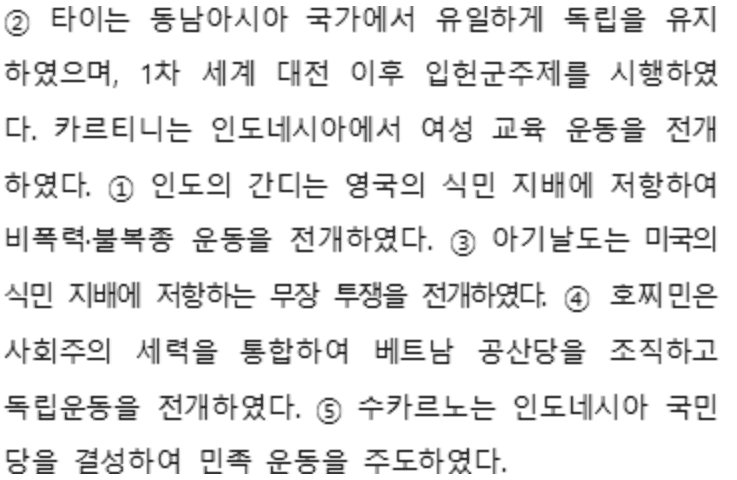 ② 타이는 동남아시아 국가에서 유일하게 독립을 유지
하였으며, 1차 세계 대전 이후 입헌군주제를 시행하였
다. 카르티니는 인도네시아에서 여성 교육 운동을 전개
하였다. ① 인도의 간디는 영국의 식민 지배에 저항하여
비폭력·불복종 운동을 전개하였다. ③ 아기날도는 미국의
식민 지배에 저항하는 무장 투쟁을 전개하였다. ④ 호찌민은
사회주의 세력을 통합하여 베트남 공산당을 조직하고
독립운동을 전개하였다. ⑤ 수카르노는 인도네시아 국민
당을 결성하여 민족 운동을 주도하였다.